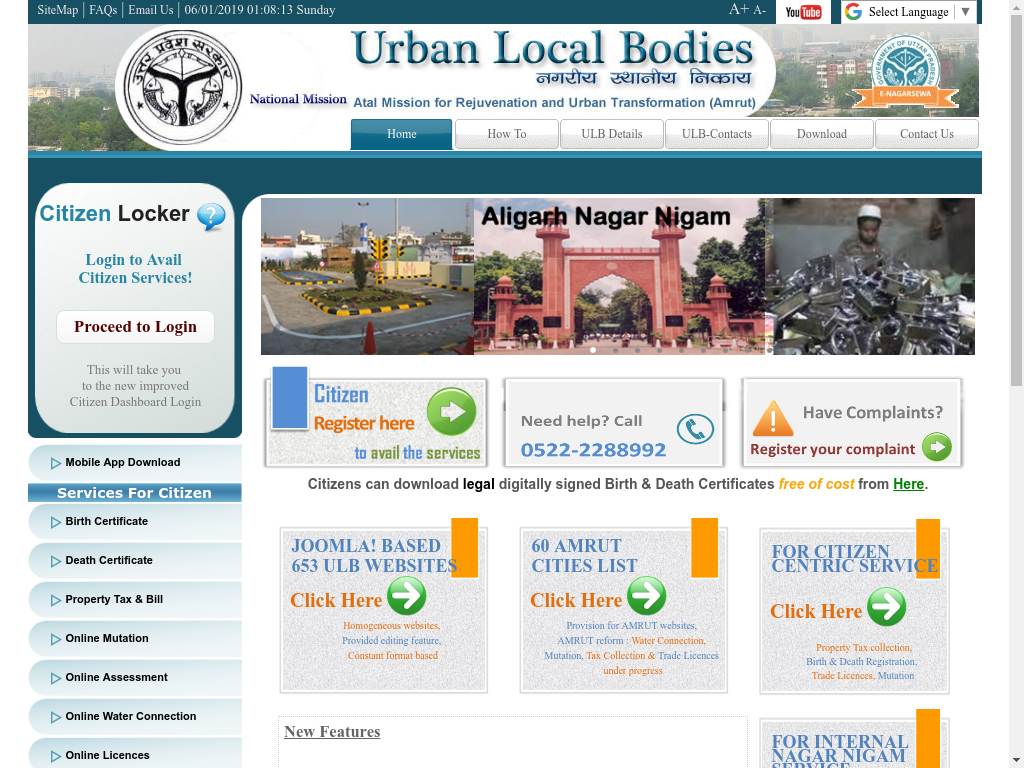 SiteMap | FAQs | Email Us | 06/01/2019 01:08:13 Sunday
A+ A-
You Tube
Select Language ▼
उत्तर प्रदेश सरकार
National Mission
Urban Local Bodies
नगरीय स्थानीय निकाय
Atal Mission for Rejuvenation and Urban Transformation (Amrut)
GOVERNMENT OF UTTAR PRADESH
E-NAGARSEWA
Home
How To
ULB Details
ULB-Contacts
Download
Contact Us
Citizen Locker
?
Login to Avail
Citizen Services!
Proceed to Login
This will take you
to the new improved
Citizen Dashboard Login
Mobile App Download
Services For Citizen
Birth Certificate
Death Certificate
Property Tax & Bill
Online Mutation
Online Assessment
Online Water Connection
Online Licences
Aligarh Nagar Nigam
Citizen
Register here
to avail the services
Need help? Call
0522-2288992
Have Complaints?
Register your complaint
Citizens can download legal digitally signed Birth & Death Certificates free of cost from Here.
JOOMLA! BASED
653 ULB WEBSITES
Click Here
Homogeneous websites,
Provided editing feature,
Constant format based
60 AMRUT
CITIES LIST
Click Here
Provision for AMRUT websites,
AMRUT reform : Water Connection,
Mutation, Tax Collection & Trade Licences
under progress
FOR CITIZEN
CENTRIC SERVICE
Click Here
Property Tax collection,
Birth & Death Registration,
Trade Licences, Mutation
New Features
FOR INTERNAL
NAGAR NIGAM
SERVICE